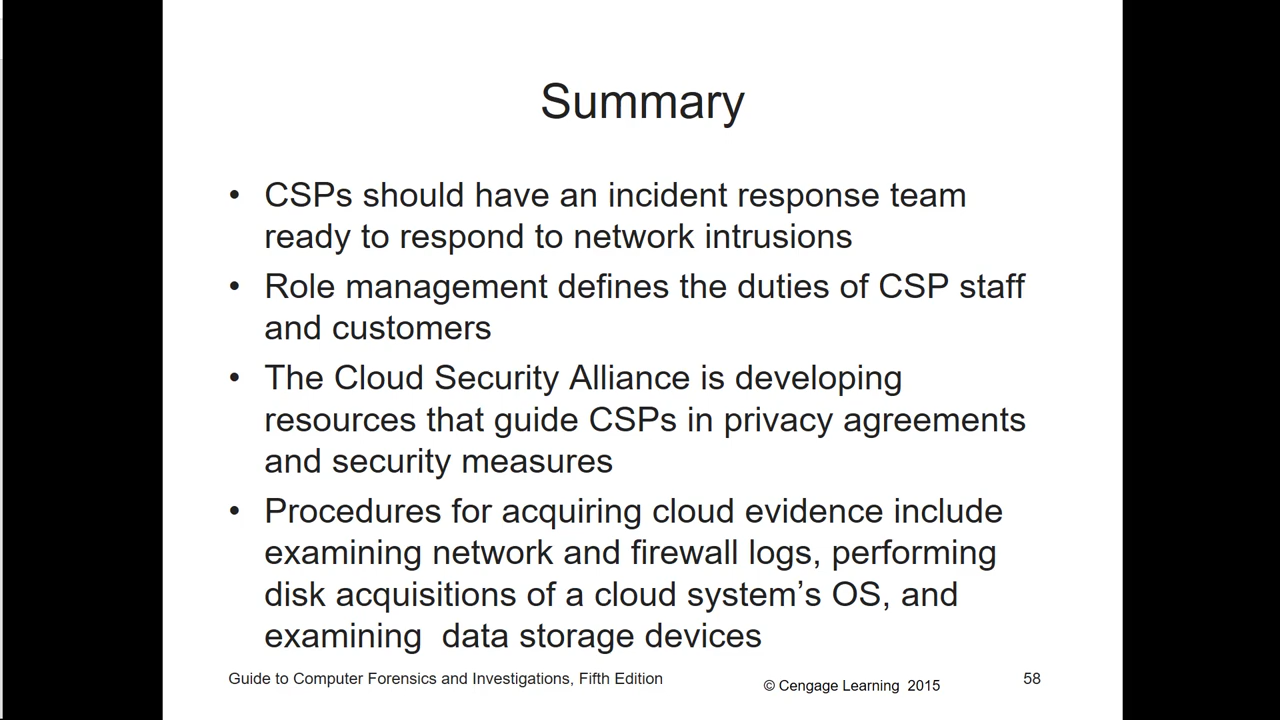 Summary
• CSPs should have an incident response team
ready to respond to network intrusions
• Role management defines the duties of CSP staff
and customers
• The Cloud Security Alliance is developing
resources that guide CSPs in privacy agreements
and security measures
• Procedures for acquiring cloud evidence include
examining network and firewall logs, performing
disk acquisitions of a cloud system’s OS, and
examining  data storage devices
Guide to Computer Forensics and Investigations, Fifth Edition
© Cengage Learning  2015
58